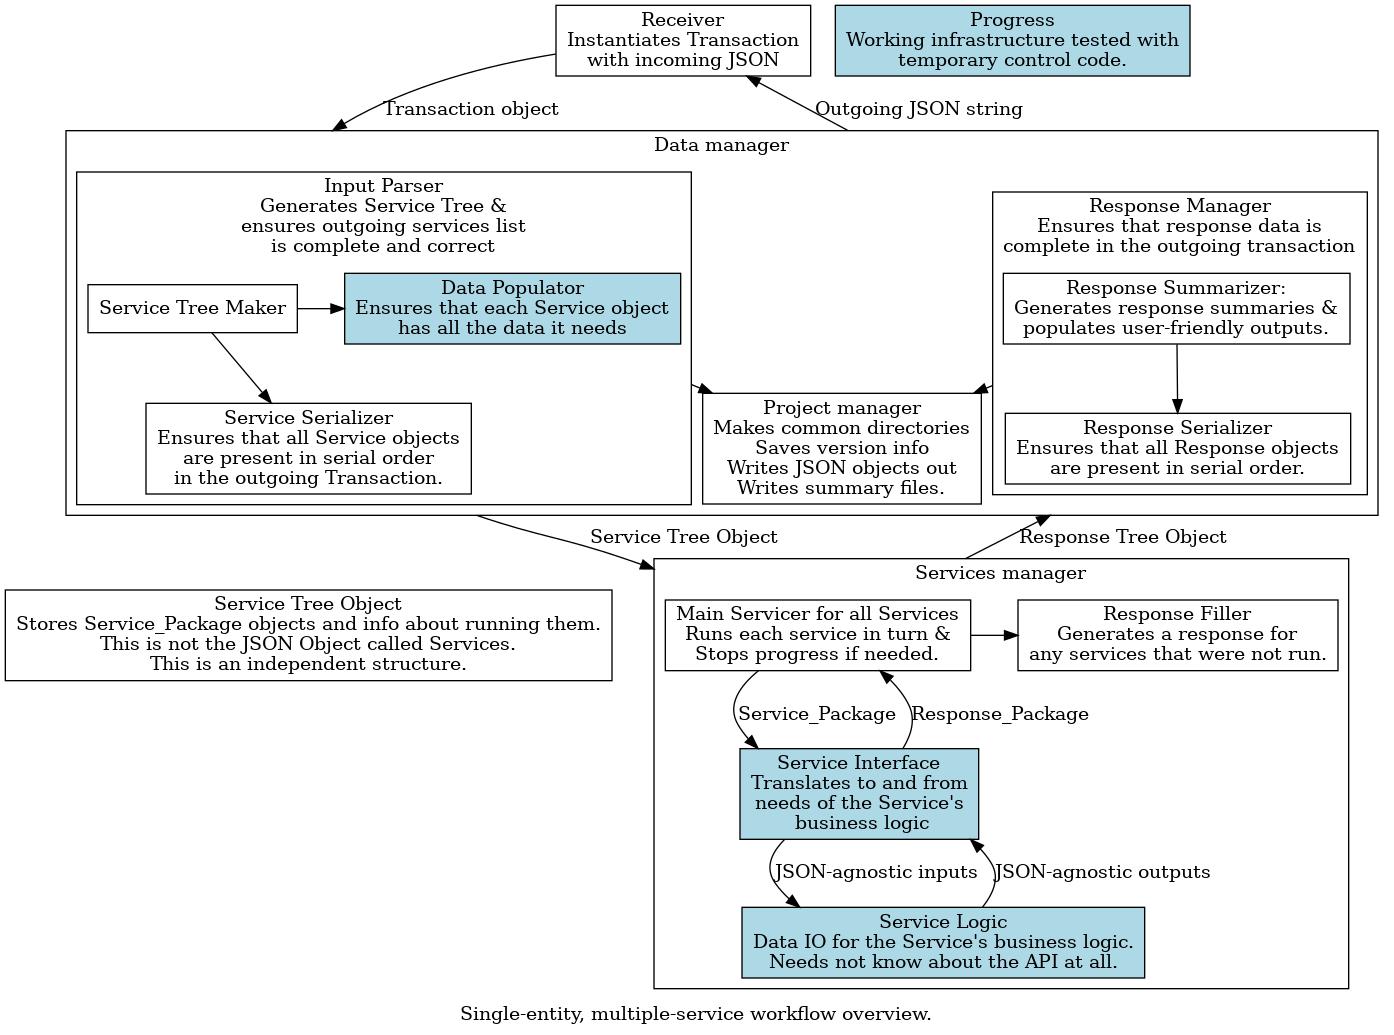 Receiver
Instantiates Transaction
with incoming JSON
Progress
Working infrastructure tested with
temporary control code.
Transaction object
Outgoing JSON string
Data manager
Input Parser
Generates Service Tree &
ensures outgoing services list
is complete and correct
Service Tree Maker
Data Populator
Ensures that each Service object
has all the data it needs
Service Serializer
Ensures that all Service objects
are present in serial order
in the outgoing Transaction.
Project manager
Makes common directories
Saves version info
Writes JSON objects out
Writes summary files.
Response Manager
Ensures that response data is
complete in the outgoing transaction
Response Summarizer:
Generates response summaries &
populates user-friendly outputs.
Response Serializer
Ensures that all Response objects
are present in serial order.
Service Tree Object
Response Tree Object
Service Tree Object
Stores Service_Package objects and info about running them.
This is not the JSON Object called Services.
This is an independent structure.
Services manager
Main Servicer for all Services
Runs each service in turn &
Stops progress if needed.
Response Filler
Generates a response for
any services that were not run.
Service_Package
Response_Package
Service Interface
Translates to and from
needs of the Service's
business logic
JSON-agnostic inputs
JSON-agnostic outputs
Service Logic
Data IO for the Service's business logic.
Needs not know about the API at all.
Single-entity, multiple-service workflow overview.